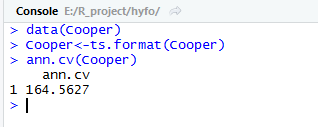 Console E:/R_project/hyfo/
> data(Cooper)
> Cooper<-ts.format(Cooper)
> ann.cv(Cooper)
    ann.cv
1 164.5627
>